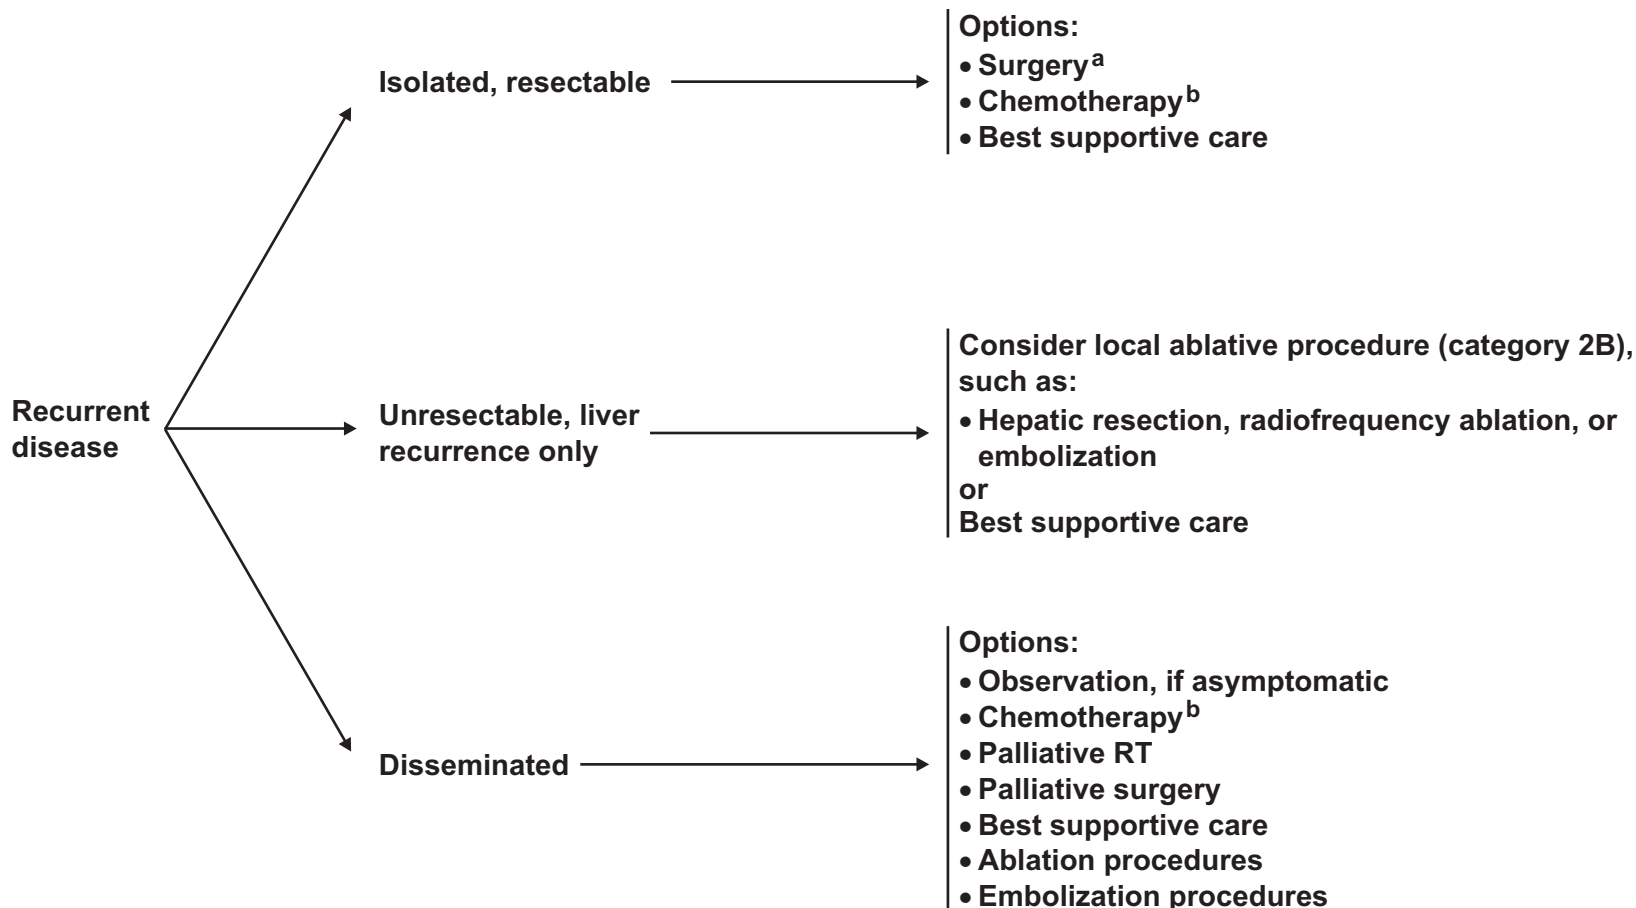 Recurrent
disease
Isolated, resectable
Options:
• Surgery a
• Chemotherapy b
• Best supportive care
Unresectable, liver
recurrence only
Consider local ablative procedure (category 2B),
such as:
• Hepatic resection, radiofrequency ablation, or
embolization
or
Best supportive care
Disseminated
Options:
• Observation, if asymptomatic
• Chemotherapy b
• Palliative RT
• Palliative surgery
• Best supportive care
• Ablation procedures
• Embolization procedures